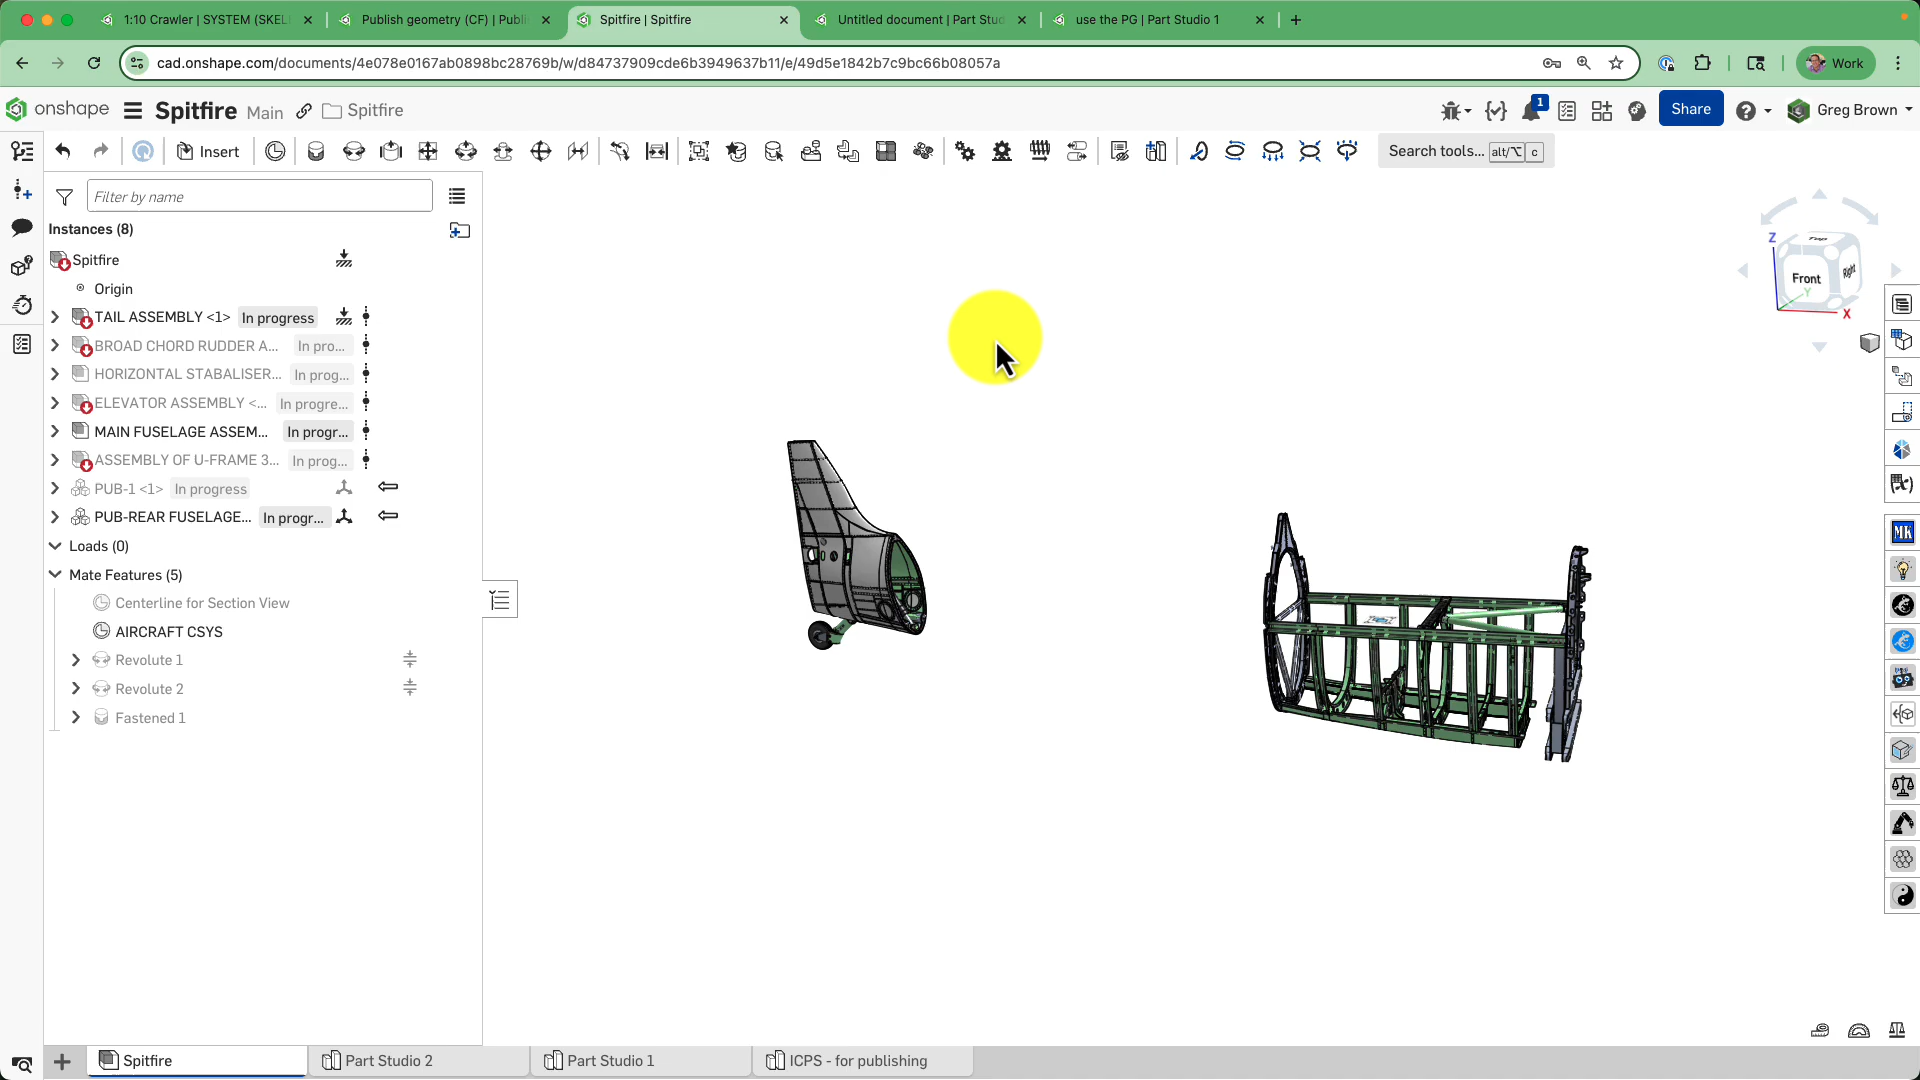 1:10 Crawler | SYSTEM (SKEL
Publish geometry (CF) | Publi
Spitfire | Spitfire
Untitled document | Part Stud
use the PG | Part Studio 1
cad.onshape.com/documents/4e078e0167ab0898bc28769b/w/d84737909cde6b3949637b11/e/49d5e1842b7c9bc66b08057a
Work
onshape
Spitfire
Main
Spitfire
1
Share
Greg Brown
Insert
Search tools... alt/⌥ c
Filter by name
Instances (8)
Spitfire
Origin
TAIL ASSEMBLY <1> In progress
BROAD CHORD RUDDER A... In pro...
HORIZONTAL STABALISER... In prog...
ELEVATOR ASSEMBLY <... In progre...
MAIN FUSELAGE ASSEM... In progr...
ASSEMBLY OF U-FRAME 3... In prog...
PUB-1 <1> In progress
PUB-REAR FUSELAGE... In progr...
Loads (0)
Mate Features (5)
Centerline for Section View
AIRCRAFT CSYS
Revolute 1
Revolute 2
Fastened 1
Top
Front
Right
Z
Y
X
MK
Spitfire
Part Studio 2
Part Studio 1
ICPS - for publishing